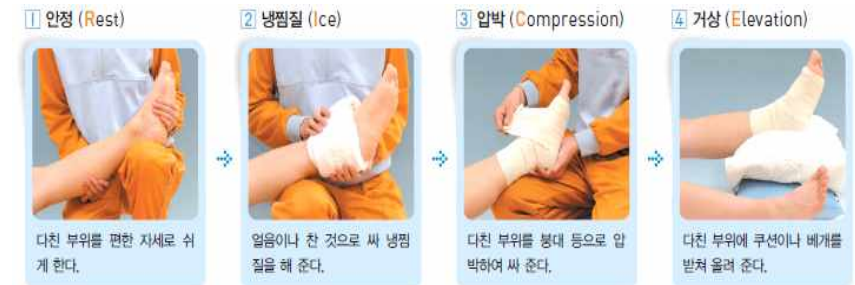 1 안정 (Rest)
2 냉찜질 (Ice)
3 압박 (Compression)
4 거상 (Elevation)
다친 부위를 편한 자세로 쉬
게 한다.
얼음이나 찬 것으로 싸 냉찜
질을 해 준다.
다친 부위를 붕대 등으로 압
박하여 싸 준다.
다친 부위에 쿠션이나 베개를
받쳐 올려 준다.